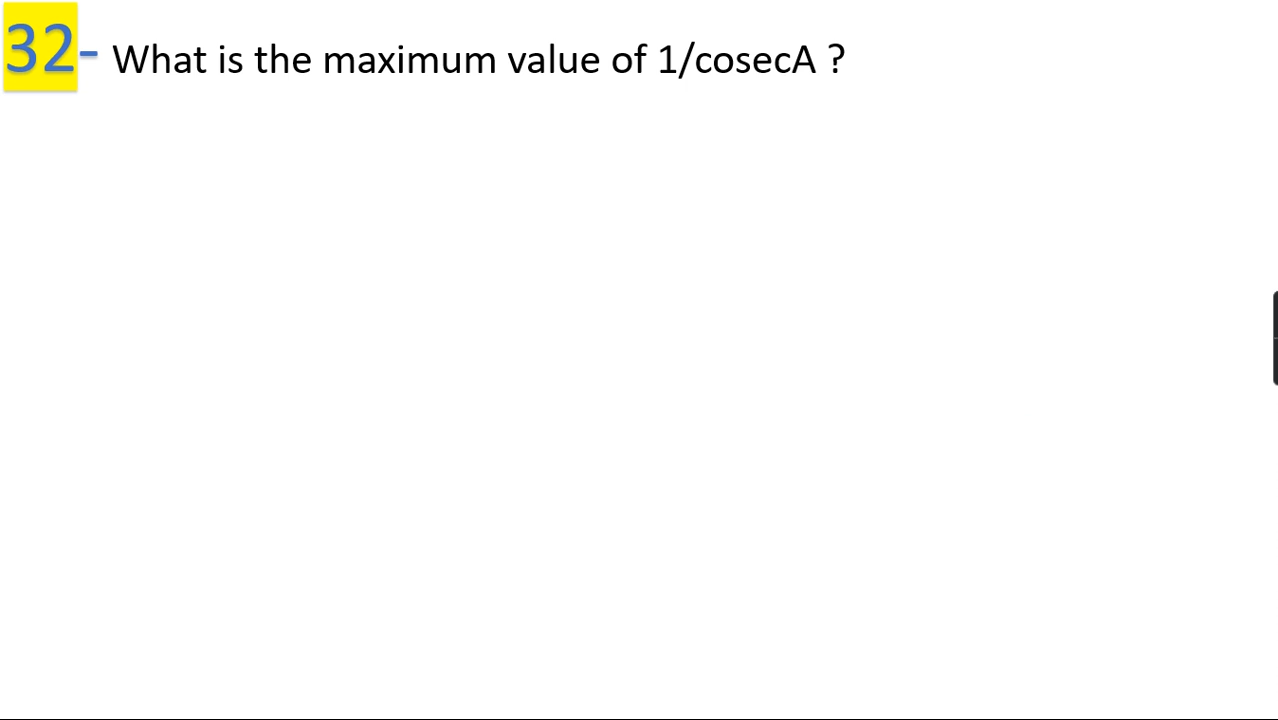 32- What is the maximum value of 1/cosecA ?